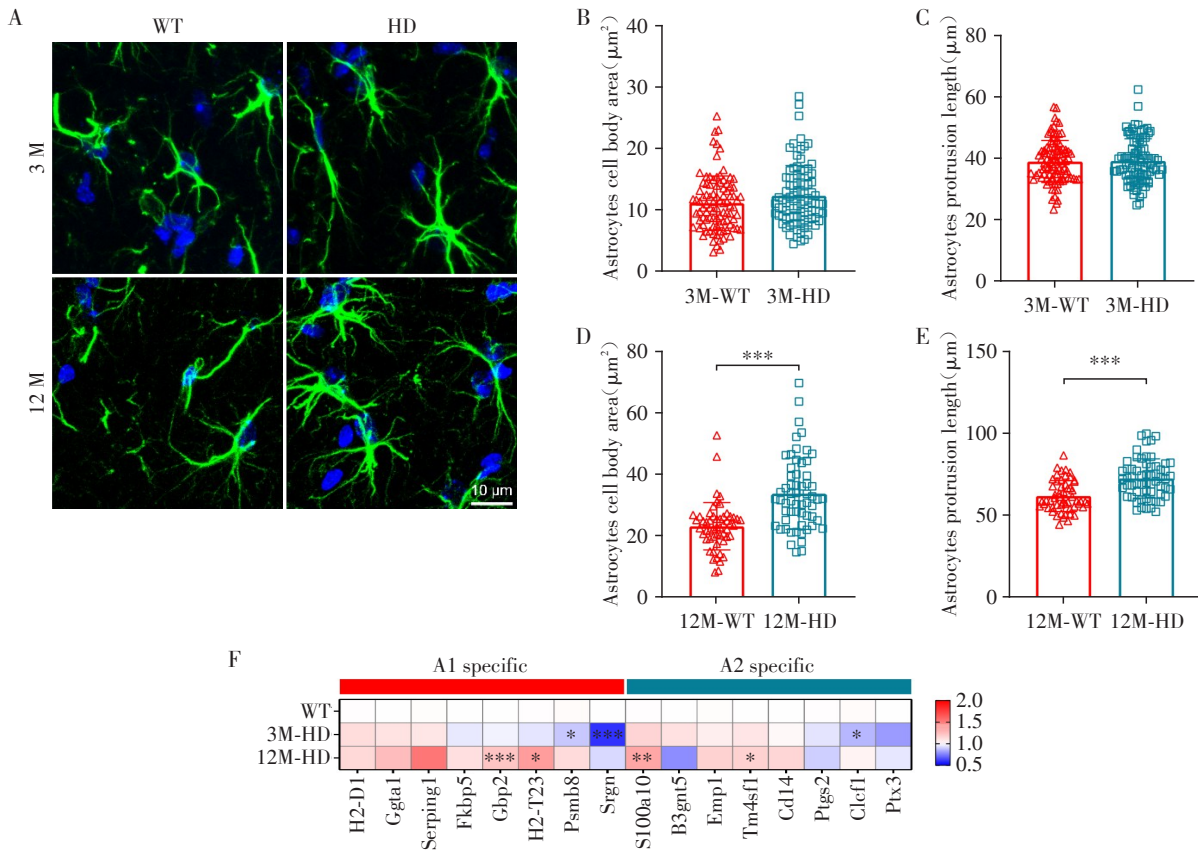 A
WT
HD
3 M
12 M
10 μm
B
Astrocytes cell body area(μm²)
40
30
20
10
0
3M-WT
3M-HD
C
Astrocytes protrusion length(μm)
80
60
40
20
0
3M-WT
3M-HD
D
Astrocytes cell body area(μm²)
80
60
40
20
0
***
12M-WT
12M-HD
E
Astrocytes protrusion length(μm)
150
100
50
0
***
12M-WT
12M-HD
F
A1 specific
A2 specific
WT
3M-HD
* *** *
12M-HD
*** * ** *
2.0
1.5
1.0
0.5
H2-D1
Ggta1
Serping1
Fkbp5
Gbp2
H2-T23
Psmb8
Srgn
S100a10
B3gnt5
Emp1
Tm4sf1
Cd14
Ptgs2
Clcf1
Ptx3